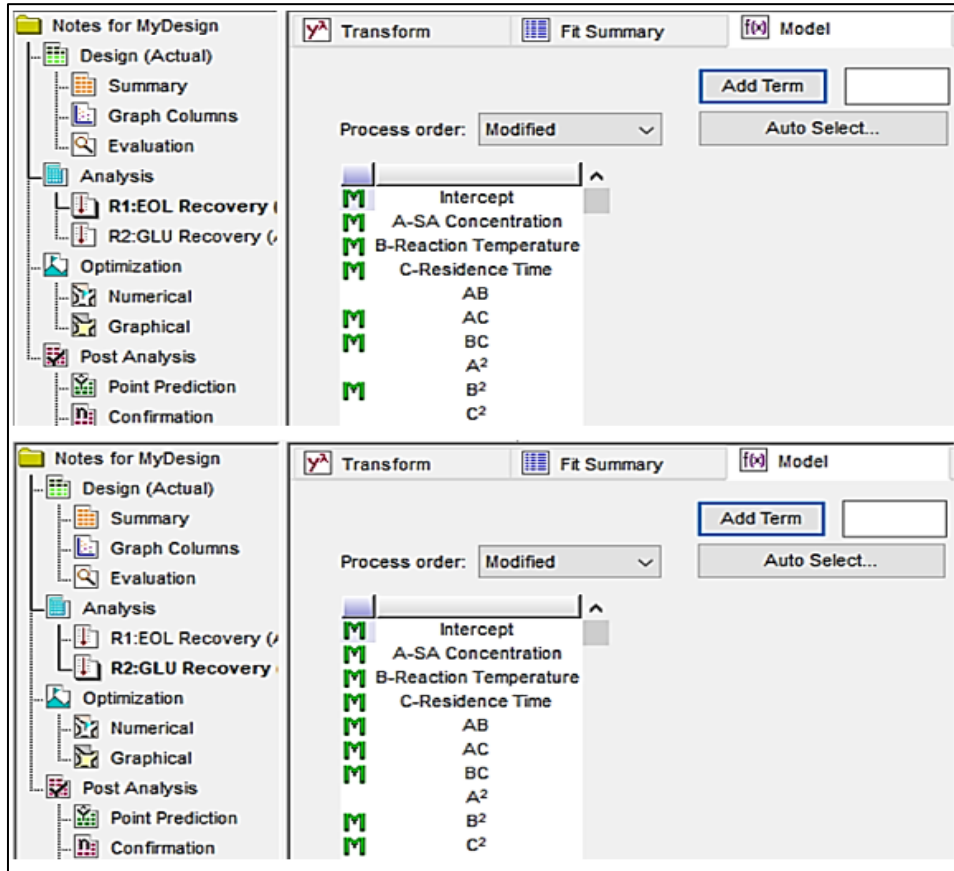 Notes for MyDesign
Design (Actual)
Summary
Graph Columns
Evaluation
Analysis
R1:EOL Recovery (
R2:GLU Recovery (
Optimization
Numerical
Graphical
Post Analysis
Point Prediction
Confirmation
yλ Transform
Fit Summary
f(x) Model
Add Term
Process order: Modified
Auto Select...
M Intercept
M A-SA Concentration
M B-Reaction Temperature
M C-Residence Time
AB
M AC
M BC
A²
M B²
C²
Notes for MyDesign
Design (Actual)
Summary
Graph Columns
Evaluation
Analysis
R1:EOL Recovery (
R2:GLU Recovery
Optimization
Numerical
Graphical
Post Analysis
Point Prediction
Confirmation
yλ Transform
Fit Summary
f(x) Model
Add Term
Process order: Modified
Auto Select...
M Intercept
M A-SA Concentration
M B-Reaction Temperature
M C-Residence Time
M AB
M AC
M BC
A²
M B²
M C²